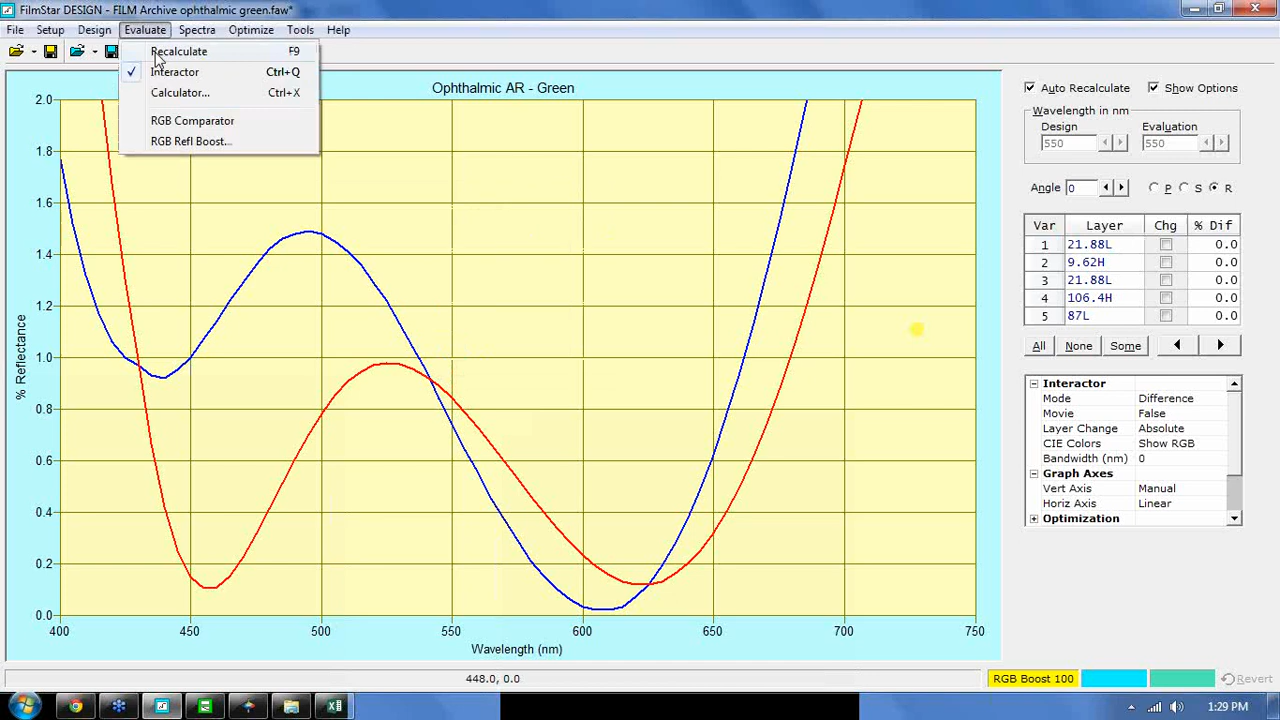 FilmStar DESIGN - FILM Archive ophthalmic green.faw*
File Setup Design Evaluate Spectra Optimize Tools Help
Recalculate F9
Interactor Ctrl+Q
Calculator... Ctrl+X
RGB Comparator
RGB Refl Boost...
Ophthalmic AR - Green
2.0
1.8
1.6
1.4
1.2
1.0
0.8
0.6
0.4
0.2
0.0
% Reflectance
400 450 500 550 600 650 700 750
Wavelength (nm)
Auto Recalculate Show Options
Wavelength in nm
Design Evaluation
550 550
Angle 0 P S R
Var Layer Chg % Dif
1 21.88L 0.0
2 9.62H 0.0
3 21.88L 0.0
4 106.4H 0.0
5 87L 0.0
All None Some
Interactor
Mode Difference
Movie False
Layer Change Absolute
CIE Colors Show RGB
Bandwidth (nm) 0
Graph Axes
Vert Axis Manual
Horiz Axis Linear
Optimization
448.0, 0.0 RGB Boost 100 Revert
1:29 PM